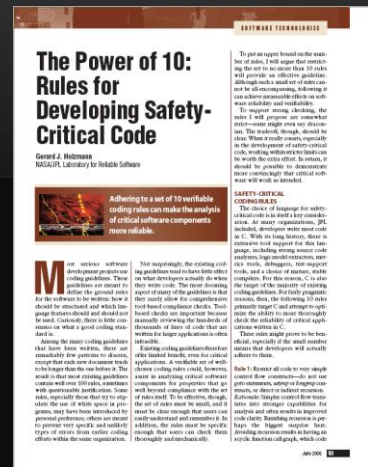 SOFTWARE TECHNOLOGIES
The Power of 10:
Rules for
Developing Safety-
Critical Code
Gerard J. Holzmann
NASA/JPL Laboratory for Reliable Software
Adhering to a set of 10 verifiable
coding rules can make the analysis
of critical software components
more reliable.
Most serious software
development projects use
coding guidelines. These
guidelines are meant to
define the ground rules
for the software to be written: how it
should be structured and which lan-
guage features should and should not
be used. Curiously, there is little con-
sensus on what a good coding stan-
dard is.
Among the many coding guidelines
that have been written, there are
remarkably few patterns to discern,
except that each new document tends
to be longer than the one before it. The
result is that most existing guidelines
contain well over 100 rules, sometimes
with questionable justification. Some
rules, especially those that try to stip-
ulate the use of white space in pro-
grams, may have been introduced by
personal preference; others are meant
to prevent very specific and unlikely
types of errors from earlier coding
efforts within the same organization.
Not surprisingly, the existing cod-
ing guidelines tend to have little effect
on what developers actually do when
they write code. The most dooming
aspect of many of the guidelines is that
they rarely allow for comprehensive
tool-based compliance checks. Tool-
based checks are important because
manually reviewing the hundreds of
thousands of lines of code that are
written for larger applications is often
infeasible.
Existing coding guidelines therefore
offer limited benefit, even for critical
applications. A verifiable set of well-
chosen coding rules could, however,
assist in analyzing critical software
components for properties that go
well beyond compliance with the set
of rules itself. To be effective, though,
the set of rules must be small, and it
must be clear enough that users can
easily understand and remember it. In
addition, the rules must be specific
enough that users can check them
thoroughly and mechanically.
To put an upper bound on the num-
ber of rules, I will argue that restrict-
ing the set to no more than 10 rules
will provide an effective guideline.
Although such a small set of rules can-
not be all-encompassing, following it
can achieve measurable effects on soft-
ware reliability and verifiability.
To support strong checking, the
rules I will propose are somewhat
strict—some might even say dracon-
ian. The tradeoff, though, should be
clear. When it really counts, especially
in the development of safety-critical
code, working within stricter limits can
be worth the extra effort. In return, it
should be possible to demonstrate
more convincingly that critical soft-
ware will work as intended.
SAFETY-CRITICAL
CODING RULES
The choice of language for safety-
critical code is in itself a key consider-
ation. At many organizations, JPL
included, developers write most code
in C. With its long history, there is
extensive tool support for this lan-
guage, including strong source code
analyzers, logic model extractors, met-
rics tools, debuggers, test-support
tools, and a choice of mature, stable
compilers. For this reason, C is also
the target of the majority of existing
coding guidelines. For fairly pragmatic
reasons, then, the following 10 rules
primarily target C and attempt to opti-
mize the ability to more thoroughly
check the reliability of critical appli-
cations written in C.
These rules might prove to be ben-
eficial, especially if the small number
means that developers will actually
adhere to them.
Rule 1: Restrict all code to very simple
control flow constructs—do not use
goto statements, setjmp or longjmp con-
structs, or direct or indirect recursion.
Rationale: Simpler control flow trans-
lates into stronger capabilities for
analysis and often results in improved
code clarity. Banishing recursion is per-
haps the biggest surprise here.
Avoiding recursion results in having an
acyclic function call graph, which code
June 2006